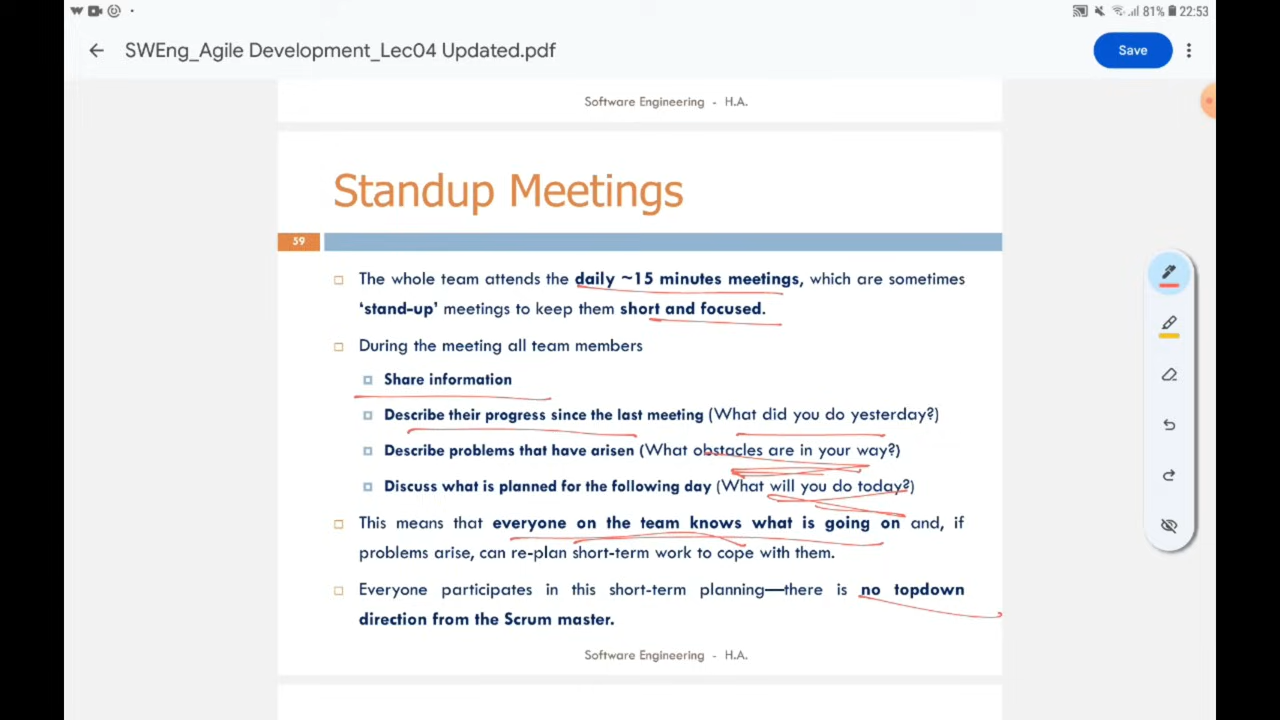 81% 22:53
SWEng_Agile Development_Lec04 Updated.pdf
Save
Software Engineering - H.A.
Standup Meetings
59
The whole team attends the daily ~15 minutes meetings, which are sometimes
‘stand-up’ meetings to keep them short and focused.
During the meeting all team members
Share information
Describe their progress since the last meeting (What did you do yesterday?)
Describe problems that have arisen (What obstacles are in your way?)
Discuss what is planned for the following day (What will you do today?)
This means that everyone on the team knows what is going on and, if
problems arise, can re-plan short-term work to cope with them.
Everyone participates in this short-term planning—there is no topdown
direction from the Scrum master.
Software Engineering - H.A.